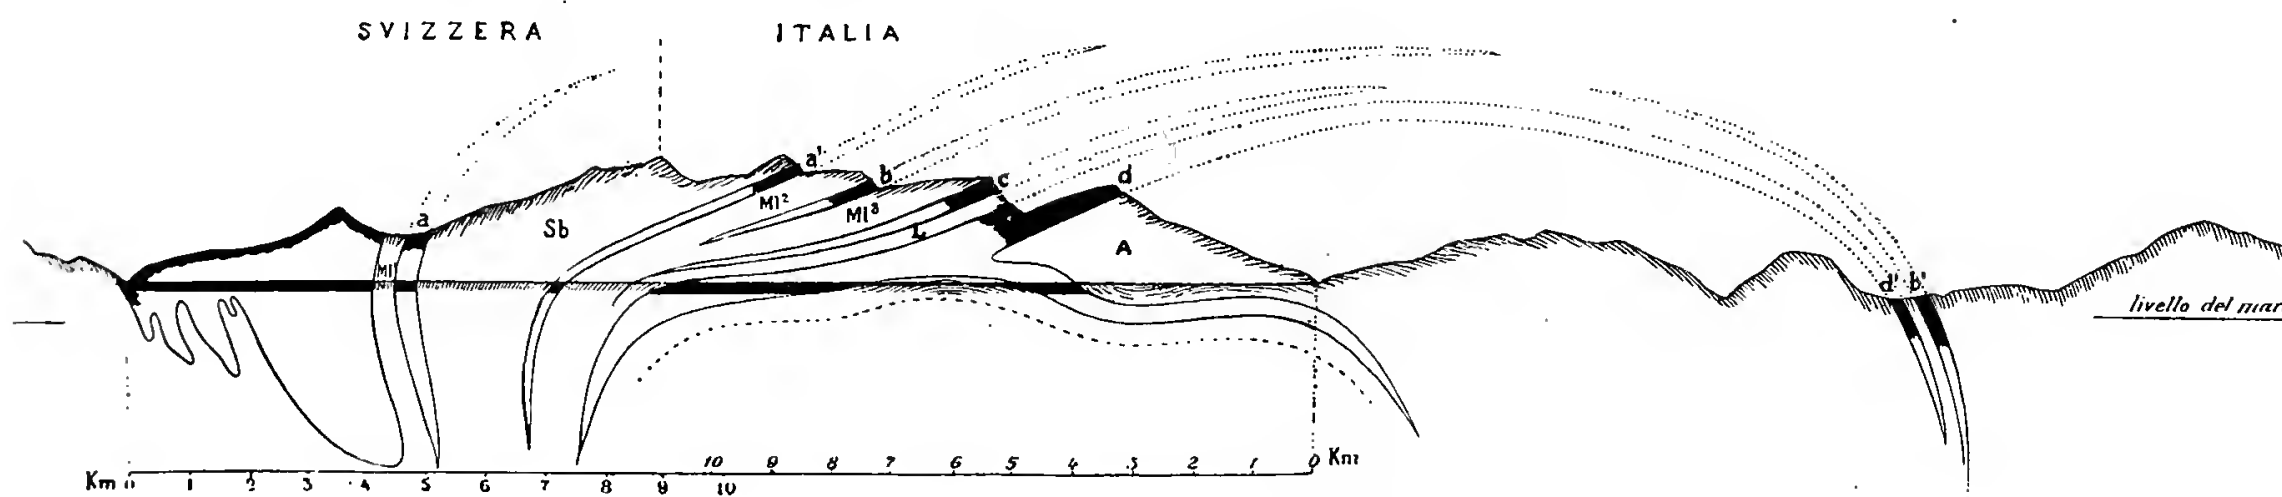 SVIZZERA ITALIA
a' b c d
a
Sb Ml² Ml³ L A
Ml'
d' b'
livello del mar
10 9 8 7 6 5 4 3 2 1 0 Km
Km 0 1 2 3 4 5 6 7 8 9 10